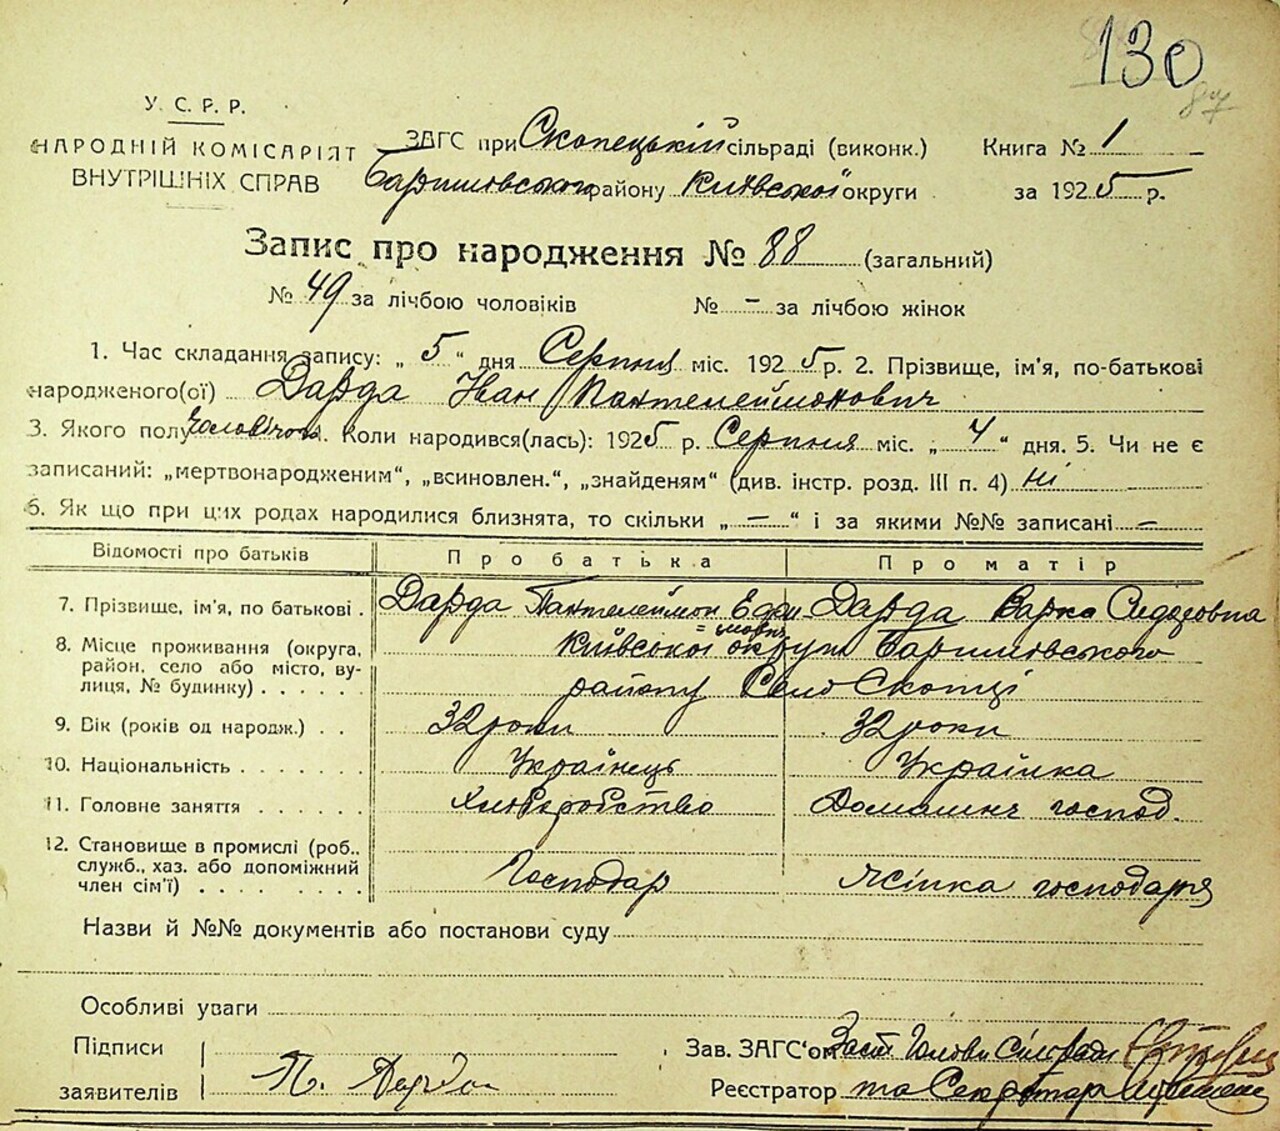 130
87
У. С. Р. Р.
НАРОДНІЙ КОМІСАРІЯТ
ВНУТРІШНІХ СПРАВ
ЗАГС при Скопецькій сільраді (виконк.) Книга № 1
Баришовського району Київської округи за 1925 р.
Запис про народження № 88 (загальний)
№ 49 за лічбою чоловіків № – за лічбою жінок
1. Час складання запису: „ 5 “ дня Серпня міс. 1925 р. 2. Прізвище, ім'я, по-батькові
народженого(ої) Дарда Іван Пантелеймонович
3. Якого полу Чоловічого. Коли народився(лась): 1925 р. Серпня міс. „ 4 “ дня. 5. Чи не є
записаний: „мертвонародженим“, „всиновлен.“, „знайденям“ (див. інстр. розд. III п. 4) ні
6. Як що при цих родах народилися близнята, то скільки „ – “ і за якими №№ записані –
Відомості про батьків Про батька Про матір
7. Прізвище, ім'я, по батькові . Дарда Пантелеймон Ефи= Дарда Варка Сидоровна
мович
8. Місце проживання (округа, район, село або місто, вулиця, № будинку) . . . . . . Київської округи Баришовського
району Село Скопці
9. Вік (років од народж.) . . 32 роки 32 роки
10. Національність . . . . . . . Українець Українка
11. Головне заняття . . . . . . Хліборобство Домашнє господ.
12. Становище в промислі (роб.. служб., хаз. або допоміжний член сім'ї) . . . . . . . . . Господар Жінка господаря
Назви й №№ документів або постанови суду
Особливі уваги
Підписи Зав. ЗАГС'ом Заст Голови Сільради
заявителів П. Дарда Реєстратор та Секретар